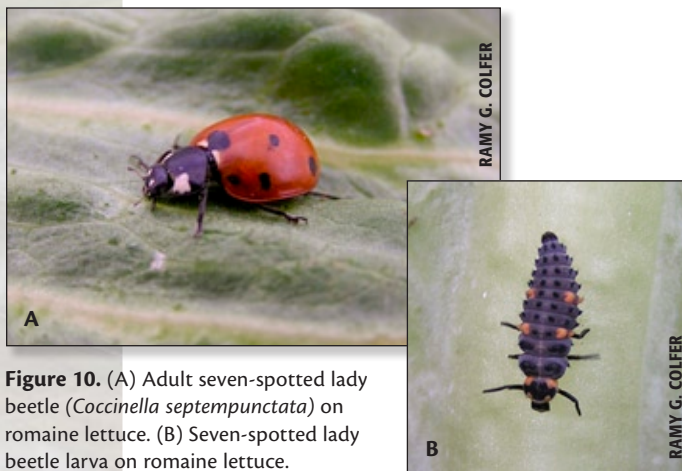 RAMY G. COLFER
A
Figure 10. (A) Adult seven-spotted lady
beetle (Coccinella septempunctata) on
romaine lettuce. (B) Seven-spotted lady
beetle larva on romaine lettuce.
B
RAMY G. COLFER